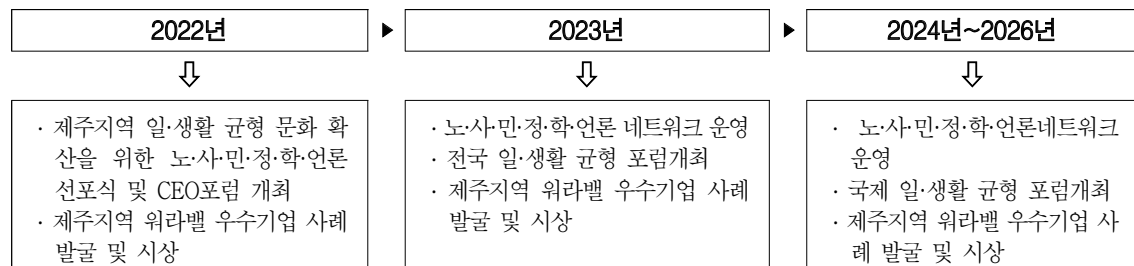 2022년
▶
2023년
▶
2024년~2026년
· 제주지역 일·생활 균형 문화 확
산을 위한 노·사·민·정·학·언론
선포식 및 CEO포럼 개최
· 제주지역 워라밸 우수기업 사례
발굴 및 시상
· 노·사·민·정·학·언론 네트워크 운영
· 전국 일·생활 균형 포럼개최
· 제주지역 워라밸 우수기업 사례
발굴 및 시상
· 노·사·민·정·학·언론네트워크
운영
· 국제 일·생활 균형 포럼개최
· 제주지역 워라밸 우수기업 사
례 발굴 및 시상